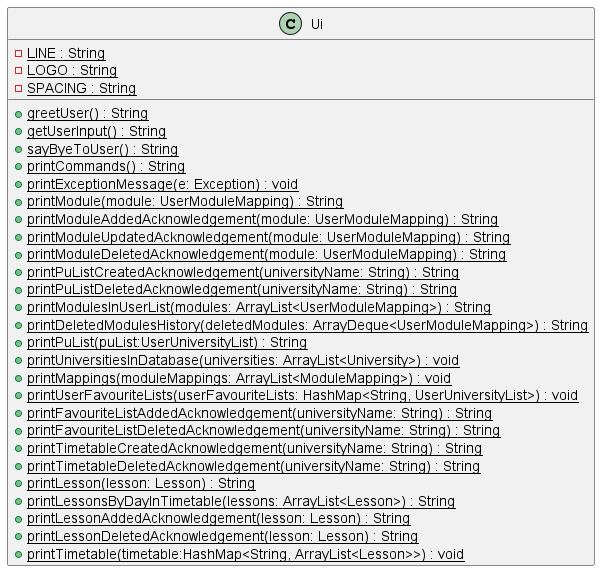 C Ui
LINE : String
LOGO : String
SPACING : String
greetUser() : String
getUserInput() : String
sayByeToUser() : String
printCommands() : String
printExceptionMessage(e: Exception) : void
printModule(module: UserModuleMapping) : String
printModuleAddedAcknowledgement(module: UserModuleMapping) : String
printModuleUpdatedAcknowledgement(module: UserModuleMapping) : String
printModuleDeletedAcknowledgement(module: UserModuleMapping) : String
printPuListCreatedAcknowledgement(universityName: String) : String
printPuListDeletedAcknowledgement(universityName: String) : String
printModulesInUserList(modules: ArrayList<UserModuleMapping>) : String
printDeletedModulesHistory(deletedModules: ArrayDeque<UserModuleMapping>) : String
printPuList(puList:UserUniversityList) : String
printUniversitiesInDatabase(universities: ArrayList<University>) : void
printMappings(moduleMappings: ArrayList<ModuleMapping>) : void
printUserFavouriteLists(userFavouriteLists: HashMap<String, UserUniversityList>) : void
printFavouriteListAddedAcknowledgement(universityName: String) : String
printFavouriteListDeletedAcknowledgement(universityName: String) : String
printTimetableCreatedAcknowledgement(universityName: String) : String
printTimetableDeletedAcknowledgement(universityName: String) : String
printLesson(lesson: Lesson) : String
printLessonsByDayInTimetable(lessons: ArrayList<Lesson>) : String
printLessonAddedAcknowledgement(lesson: Lesson) : String
printLessonDeletedAcknowledgement(lesson: Lesson) : String
printTimetable(timetable:HashMap<String, ArrayList<Lesson>>) : void